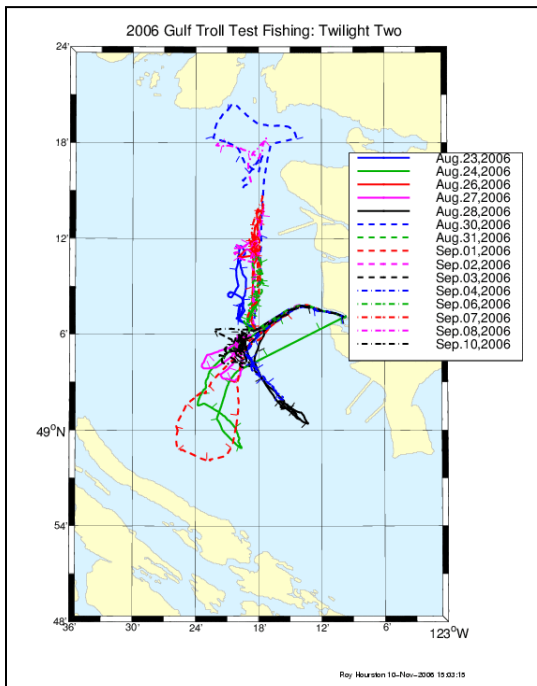 2006 Gulf Troll Test Fishing: Twilight Two
24'
18'
Aug.23,2006
Aug.24,2006
Aug.26,2006
Aug.27,2006
Aug.28,2006
Aug.30,2006
Aug.31,2006
Sep.01,2006
Sep.02,2006
Sep.03,2006
Sep.04,2006
Sep.06,2006
Sep.07,2006
Sep.08,2006
Sep.10,2006
12'
6'
49°N
54'
48'
36' 30' 24' 18' 12' 6' 123°W
Roy Hourston 10-Nov-2006 15:03:15